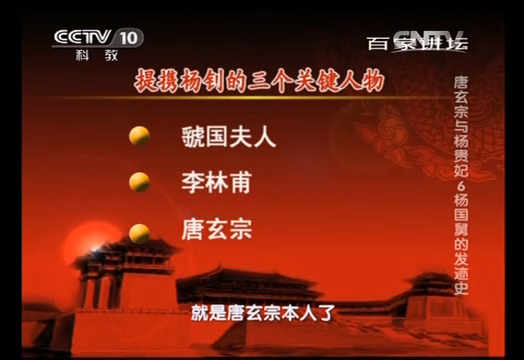 CCTV 10
科教
CNTV
百家讲坛
提携杨钊的三个关键人物
虢国夫人
李林甫
唐玄宗
唐玄宗与杨贵妃 6 杨国舅的发迹史
就是唐玄宗本人了